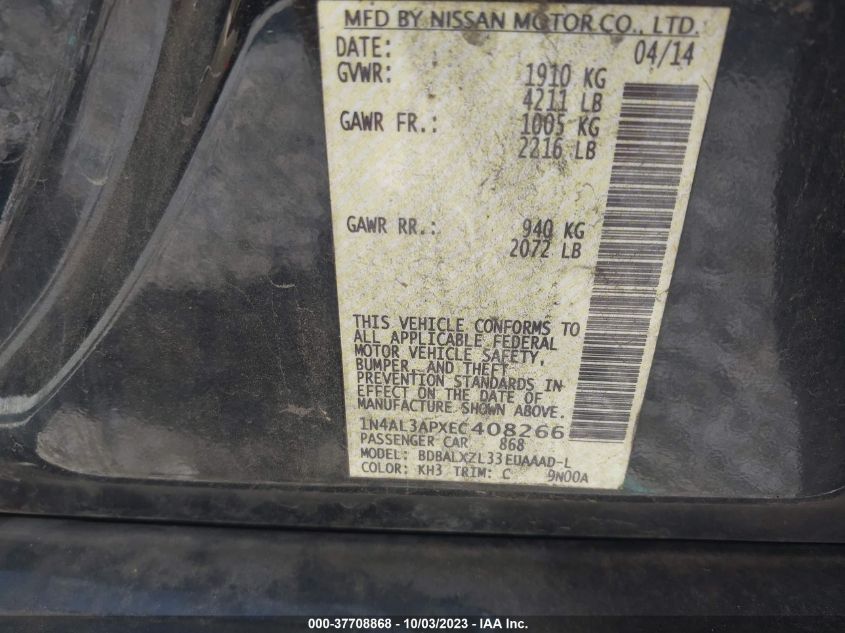 MFD BY NISSAN MOTOR CO., LTD.
DATE: 04/14
GVWR: 1910 KG
4211 LB
GAWR FR.: 1005 KG
2216 LB
GAWR RR.: 940 KG
2072 LB
THIS VEHICLE CONFORMS TO
ALL APPLICABLE FEDERAL
MOTOR VEHICLE SAFETY,
BUMPER, AND THEFT
PREVENTION STANDARDS IN
EFFECT ON THE DATE OF
MANUFACTURE SHOWN ABOVE.
1N4AL3APXEC408266
PASSENGER CAR 868
MODEL: BDBALXZL33EUAAAD-L
COLOR: KH3 TRIM: C 9N00A
000-37708868 - 10/03/2023 - IAA Inc.